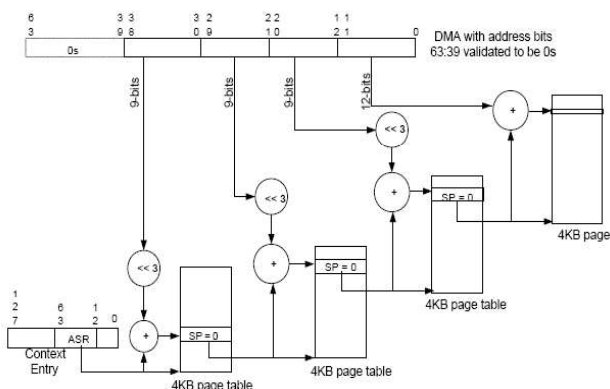 6 3 3 3 2 2 2 1 1
3 9 8 0 9 1 0 2 1 0
DMA with address bits
63:39 validated to be 0s
0s
9-bits
9-bits
9-bits
12-bits
+
<< 3
+
SP = 0
<< 3
4KB page
+
SP = 0
<< 3
4KB page table
1 6 1
2 3 2 0
7
ASR
+
SP = 0
Context
Entry
4KB page table
4KB page table